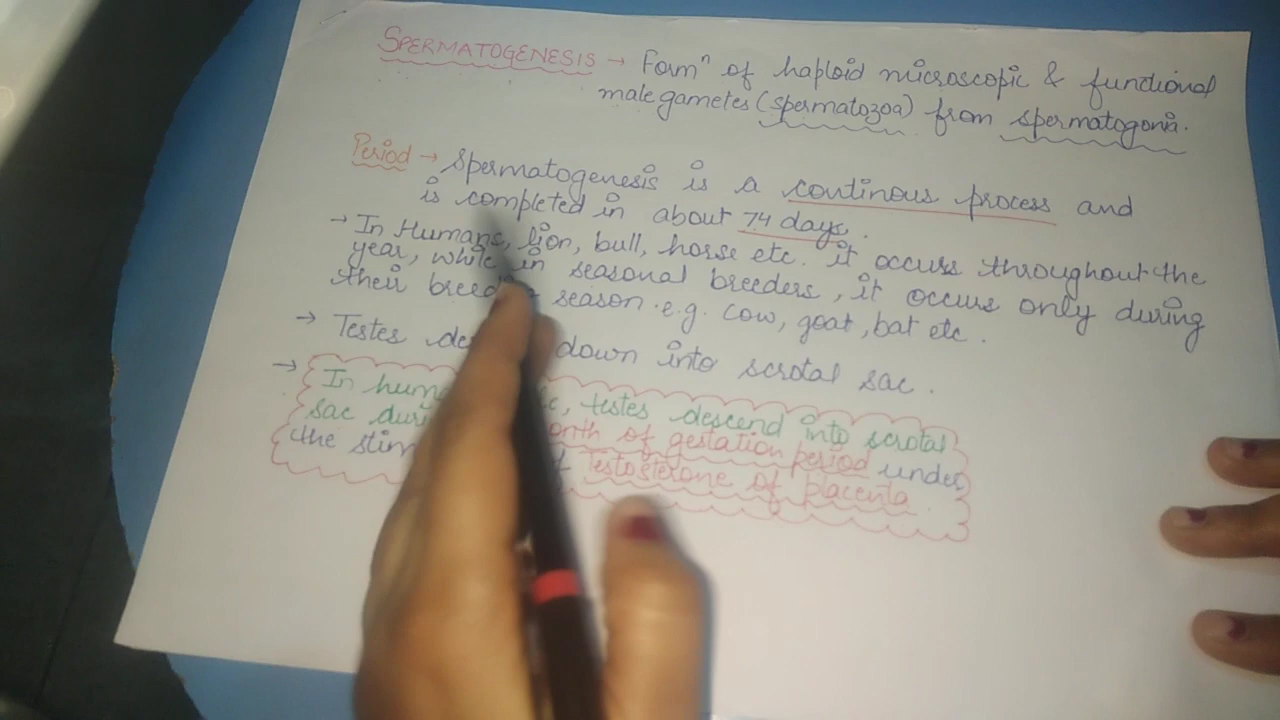 SPERMATOGENESIS → Formⁿ of haploid microscopic & functional
male gametes (spermatozoa) from spermatogonia.
Period → Spermatogenesis is a continous process and
is completed in about 74 days.
→ In Humans, lion, bull, horse etc. it occurs throughout the
year, while in seasonal breeders, it occurs only during
their breeding season. e.g. cow, goat, bat etc.
→ Testes down into scrotal sac.
→ In testes descend into scrotal
sac of gestation period under
the of Testosterone of placenta.